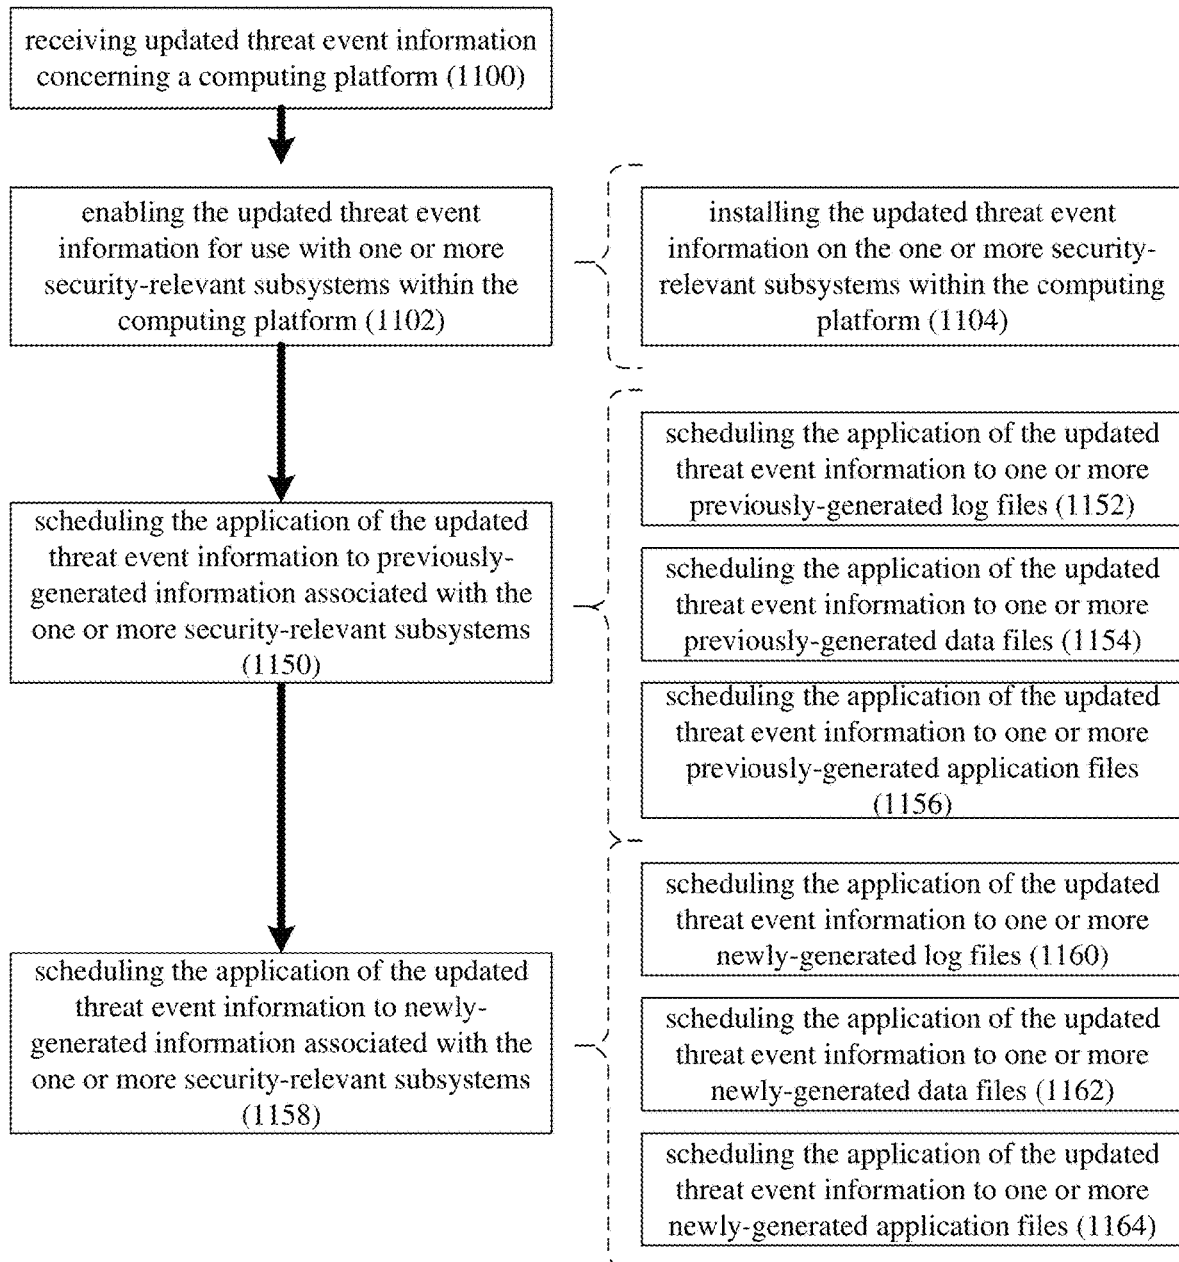 receiving updated threat event information
concerning a computing platform (1100)
enabling the updated threat event
information for use with one or more
security-relevant subsystems within the
computing platform (1102)
installing the updated threat event
information on the one or more security-
relevant subsystems within the computing
platform (1104)
scheduling the application of the updated
threat event information to previously-
generated information associated with the
one or more security-relevant subsystems
(1150)
scheduling the application of the updated
threat event information to one or more
previously-generated log files (1152)
scheduling the application of the updated
threat event information to one or more
previously-generated data files (1154)
scheduling the application of the updated
threat event information to one or more
previously-generated application files
(1156)
scheduling the application of the updated
threat event information to newly-
generated information associated with the
one or more security-relevant subsystems
(1158)
scheduling the application of the updated
threat event information to one or more
newly-generated log files (1160)
scheduling the application of the updated
threat event information to one or more
newly-generated data files (1162)
scheduling the application of the updated
threat event information to one or more
newly-generated application files (1164)